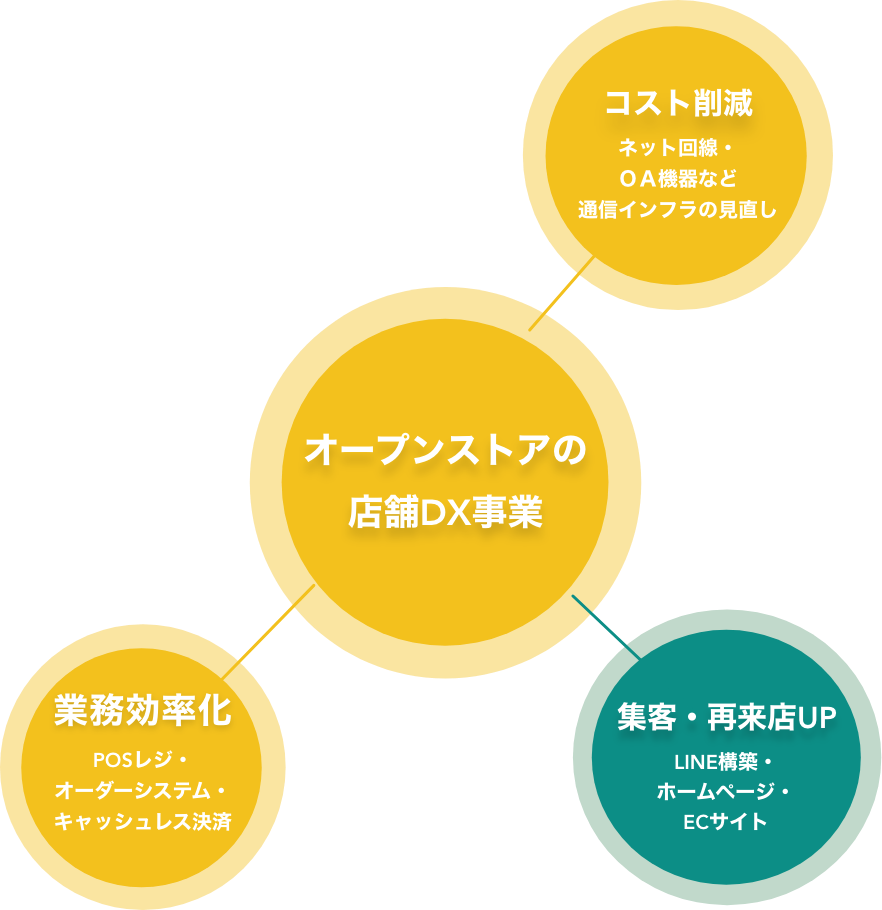 コスト削減
ネット回線・
ＯＡ機器など
通信インフラの見直し
オープンストアの
店舗DX事業
業務効率化
POSレジ・
オーダーシステム・
キャッシュレス決済
集客・再来店UP
LINE構築・
ホームページ・
ECサイト